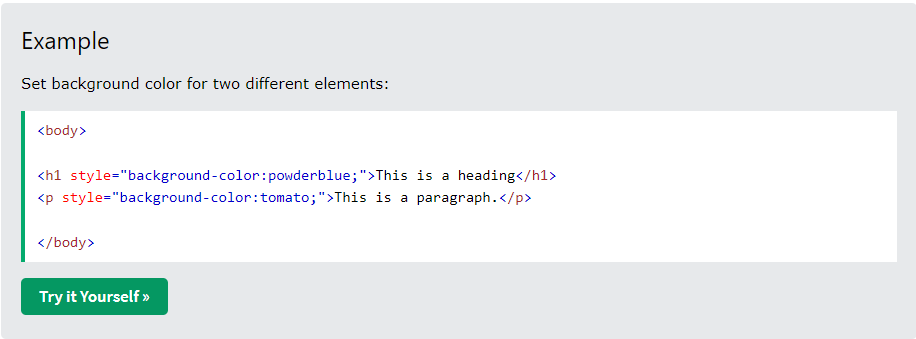 Example
Set background color for two different elements:
<body>
<h1 style="background-color:powderblue;">This is a heading</h1>
<p style="background-color:tomato;">This is a paragraph.</p>
</body>
Try it Yourself »